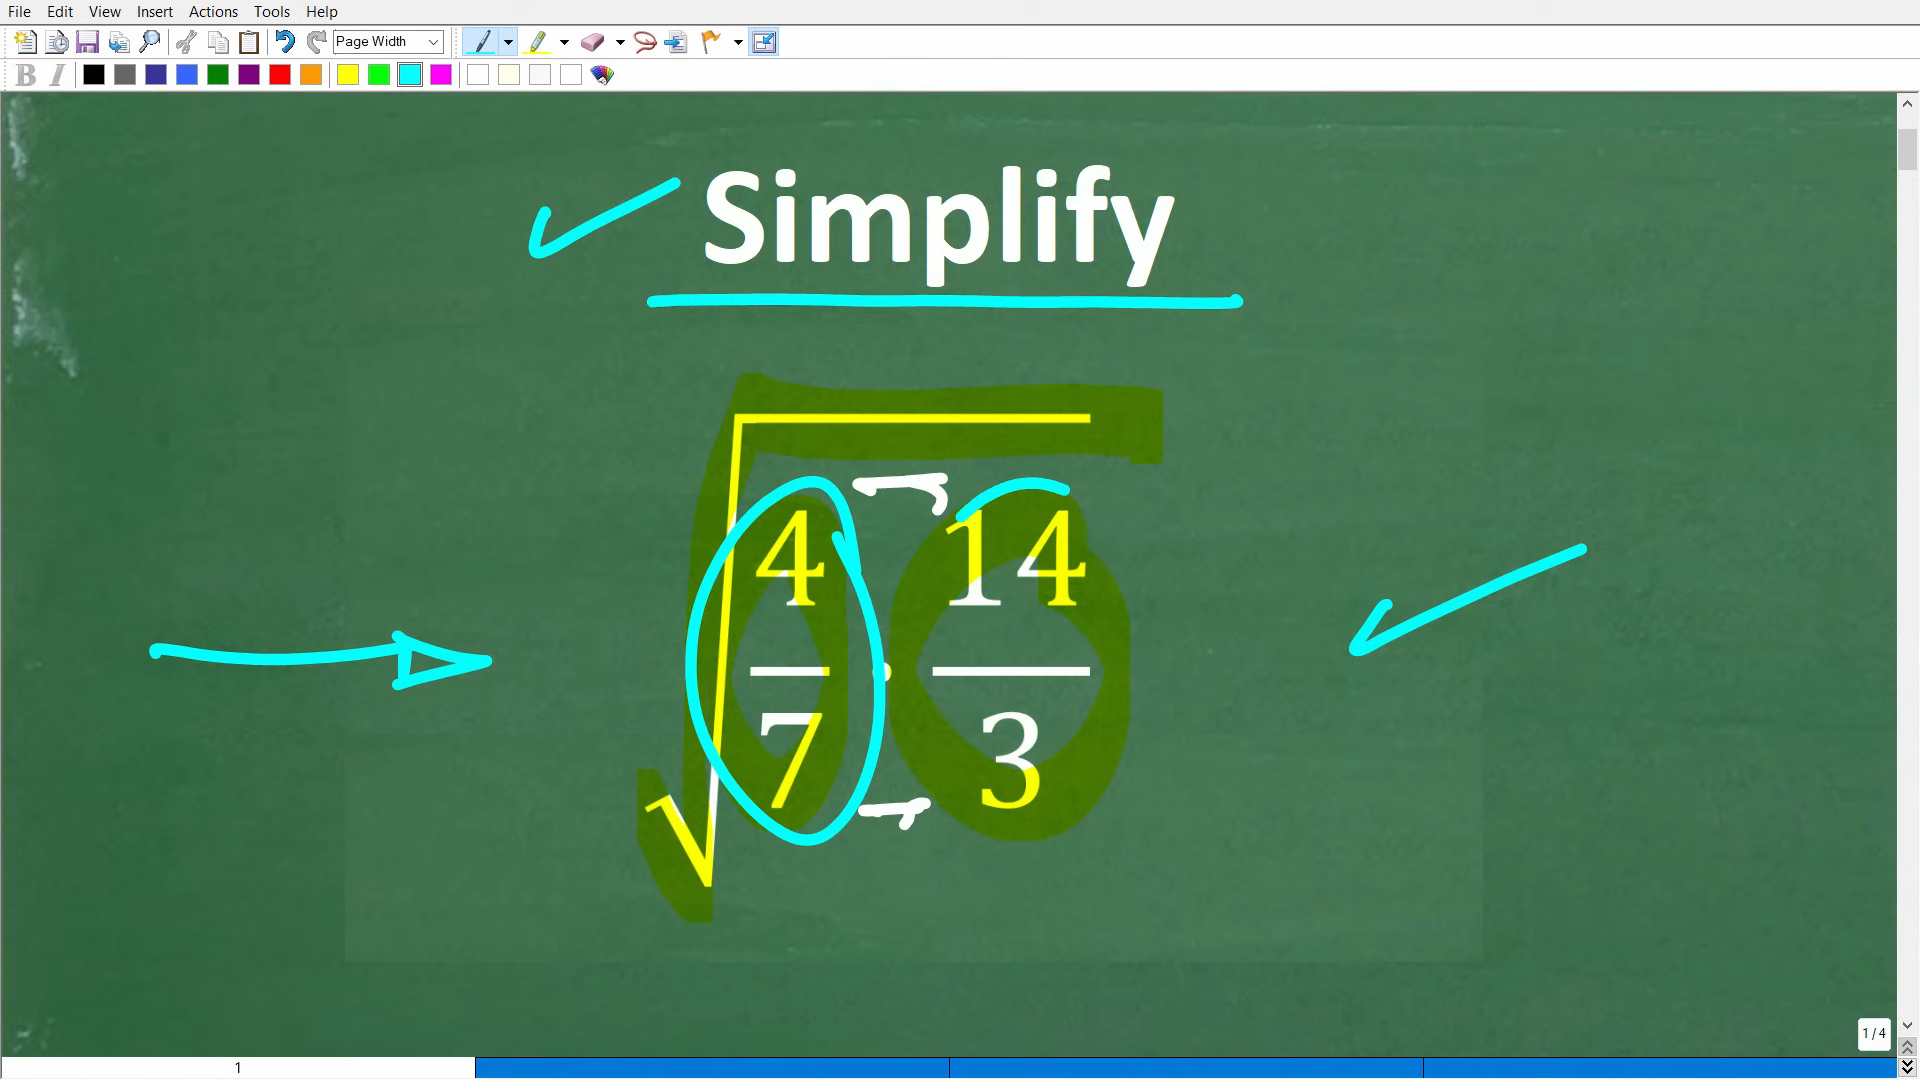 File Edit View Insert Actions Tools Help
Page Width
B I
Simplify
√(4/7 · 14/3)
1 / 4
1